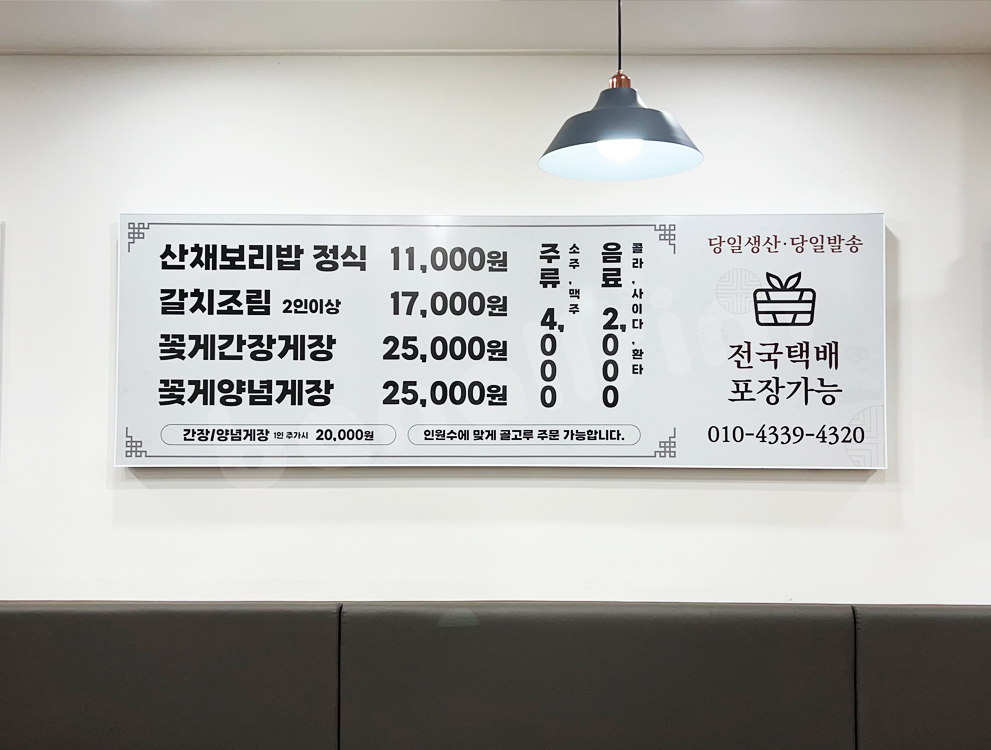 산채보리밥 정식 11,000원
갈치조림 2인이상 17,000원
꽃게간장게장 25,000원
꽃게양념게장 25,000원
간장/양념게장 1인 추가시 20,000원
인원수에 맞게 골고루 주문 가능합니다.
주류 4,000
소주,맥주
음료 2,000
콜라,사이다,환타
당일생산·당일발송
전국택배
포장가능
010-4339-4320